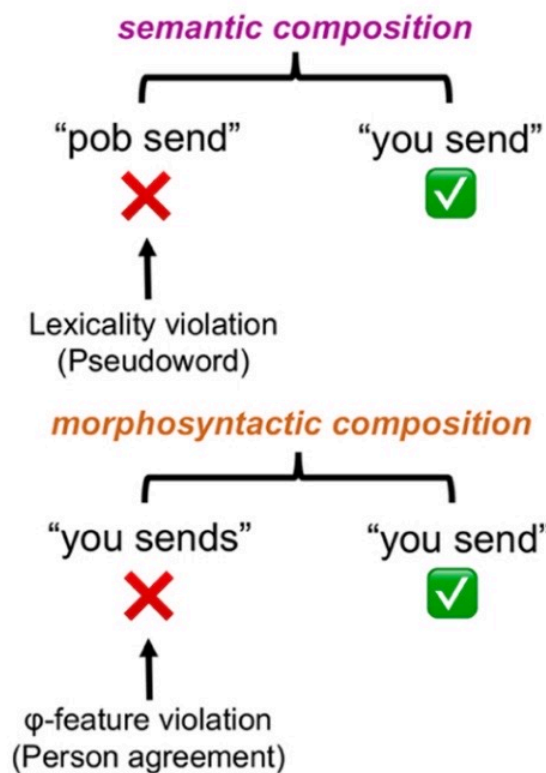 semantic composition
“pob send” “you send”
Lexicality violation
(Pseudoword)
morphosyntactic composition
“you sends” “you send”
φ-feature violation
(Person agreement)